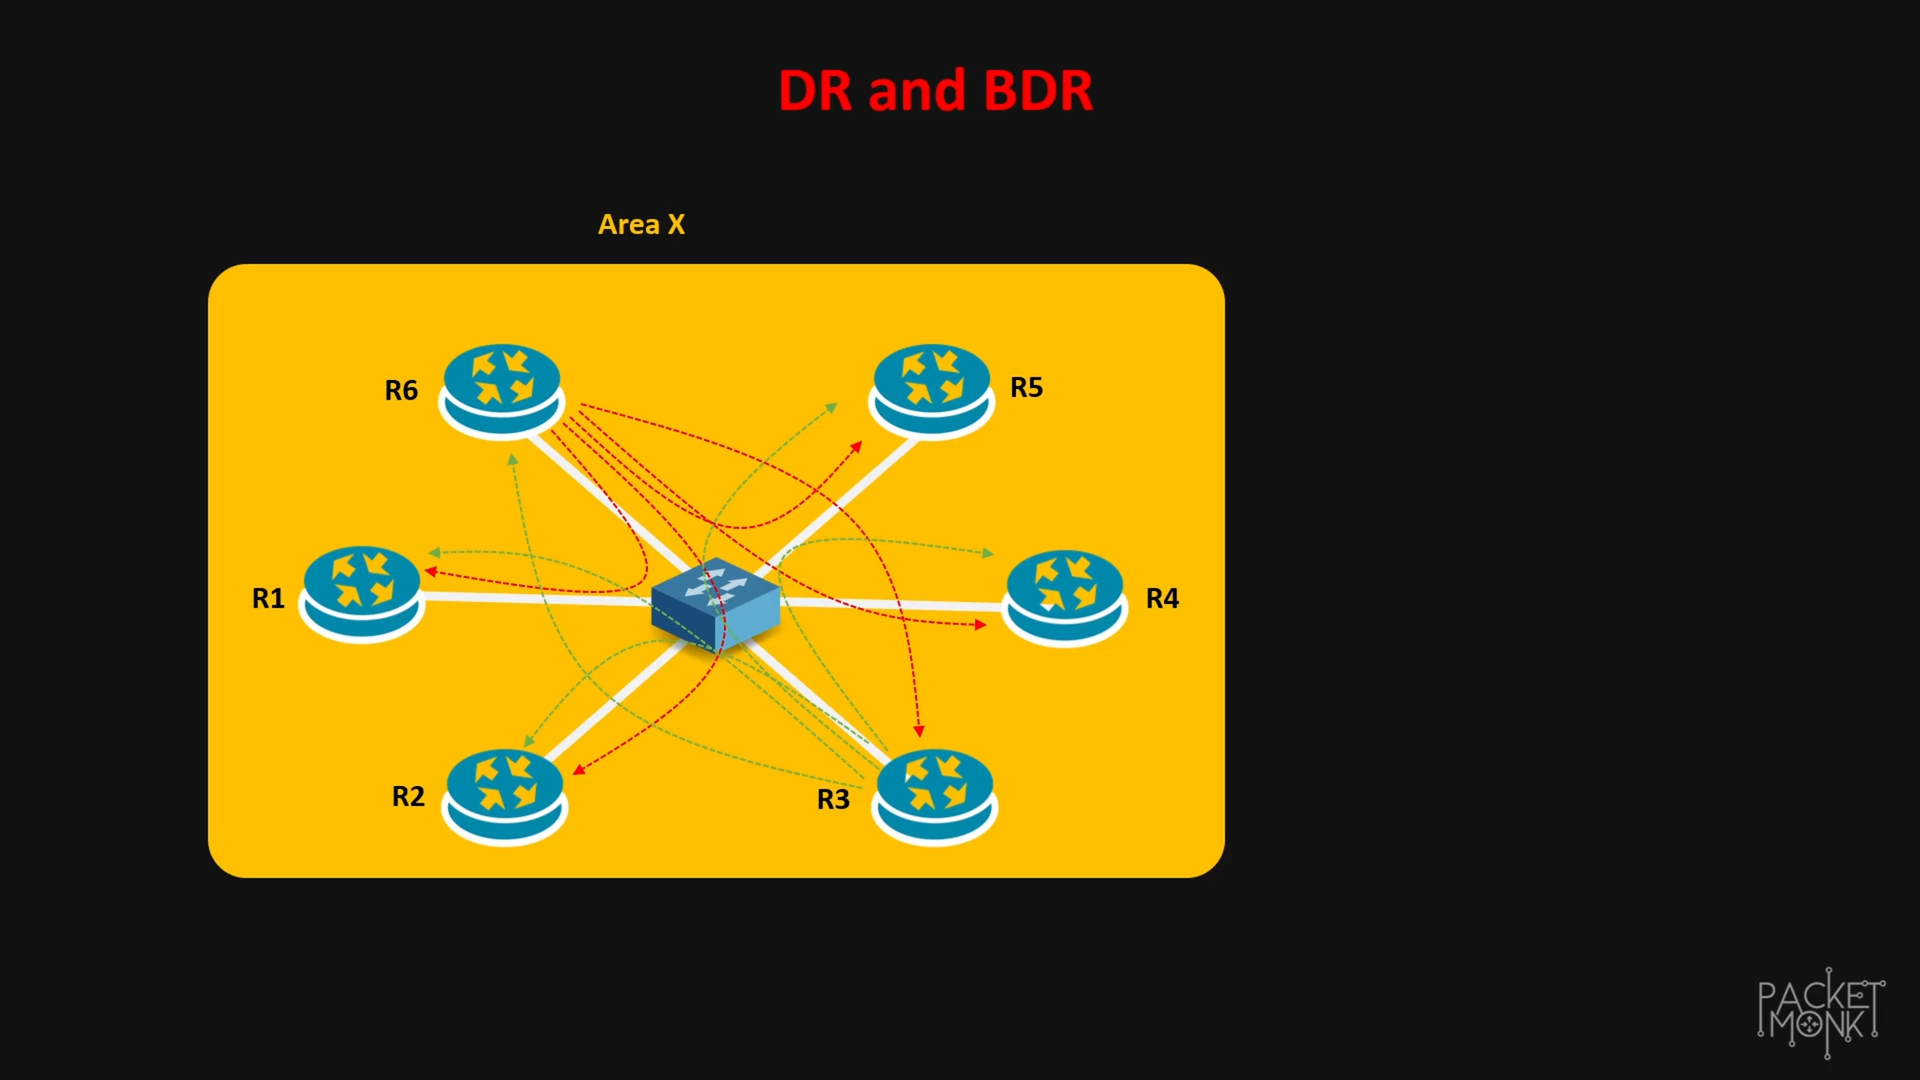 DR and BDR
Area X
R6
R5
R1
R4
R2
R3
PACKET
MONK